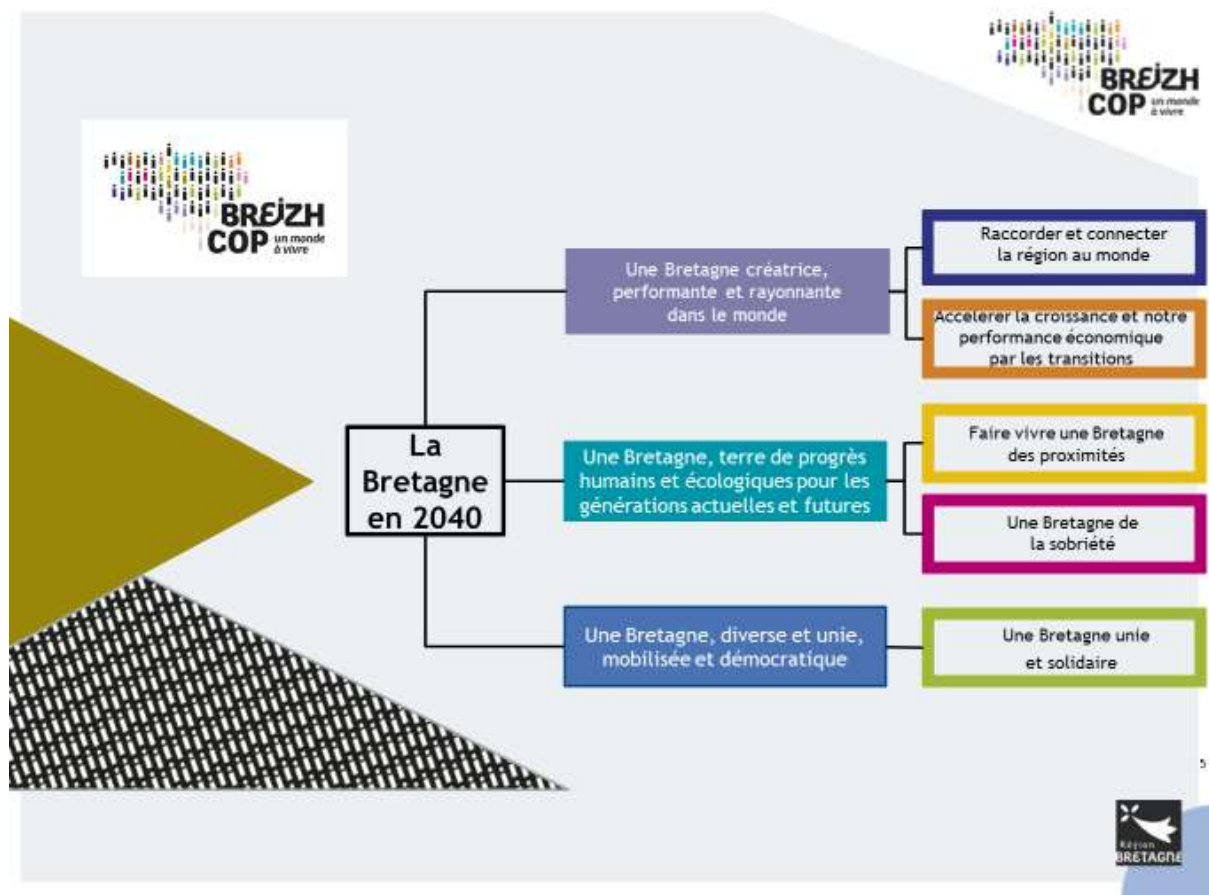 BREIZH
COP un monde
à vivre
BREIZH
COP un monde
à vivre
Raccorder et connecter
la région au monde
Une Bretagne créatrice,
performante et rayonnante
dans le monde
Accélérer la croissance et notre
performance économique
par les transitions
La
Bretagne
en 2040
Une Bretagne, terre de progrès
humains et écologiques pour les
générations actuelles et futures
Faire vivre une Bretagne
des proximités
Une Bretagne de
la sobriété
Une Bretagne, diverse et unie,
mobilisée et démocratique
Une Bretagne unie
et solidaire
5
Région
BRETAGNE